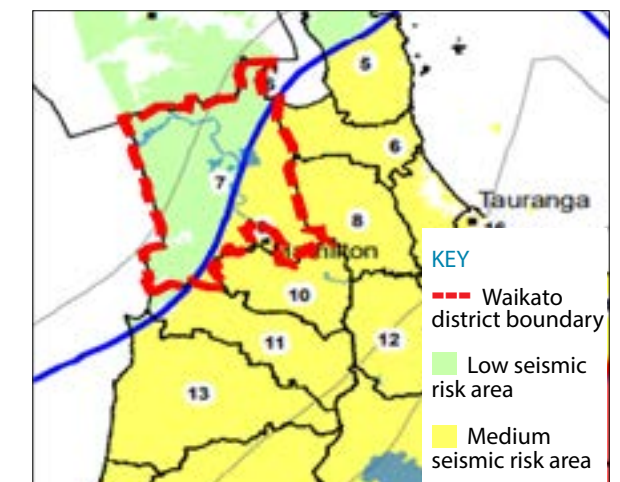 5
6
Tauranga
7
8
Hamilton
KEY
Waikato
district boundary
10
11
12
Low seismic
risk area
13
Medium
seismic risk area